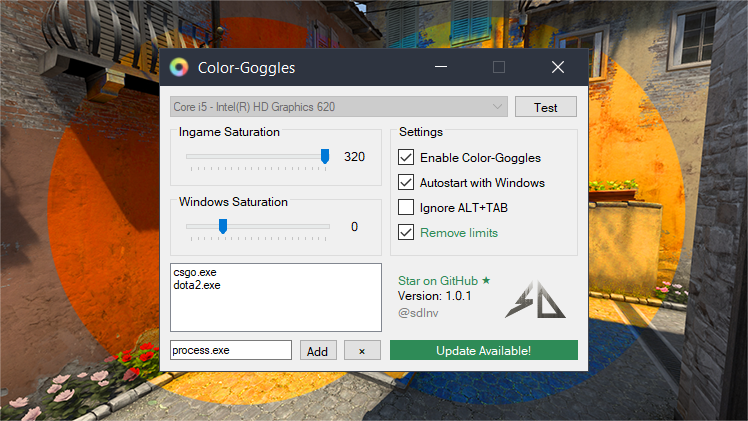 Color-Goggles
Core i5 - Intel(R) HD Graphics 620
Test
Ingame Saturation
320
Windows Saturation
0
Settings
Enable Color-Goggles
Autostart with Windows
Ignore ALT+TAB
Remove limits
csgo.exe
dota2.exe
Star on GitHub ★
Version: 1.0.1
@sdlnv
SD
process.exe
Add
×
Update Available!